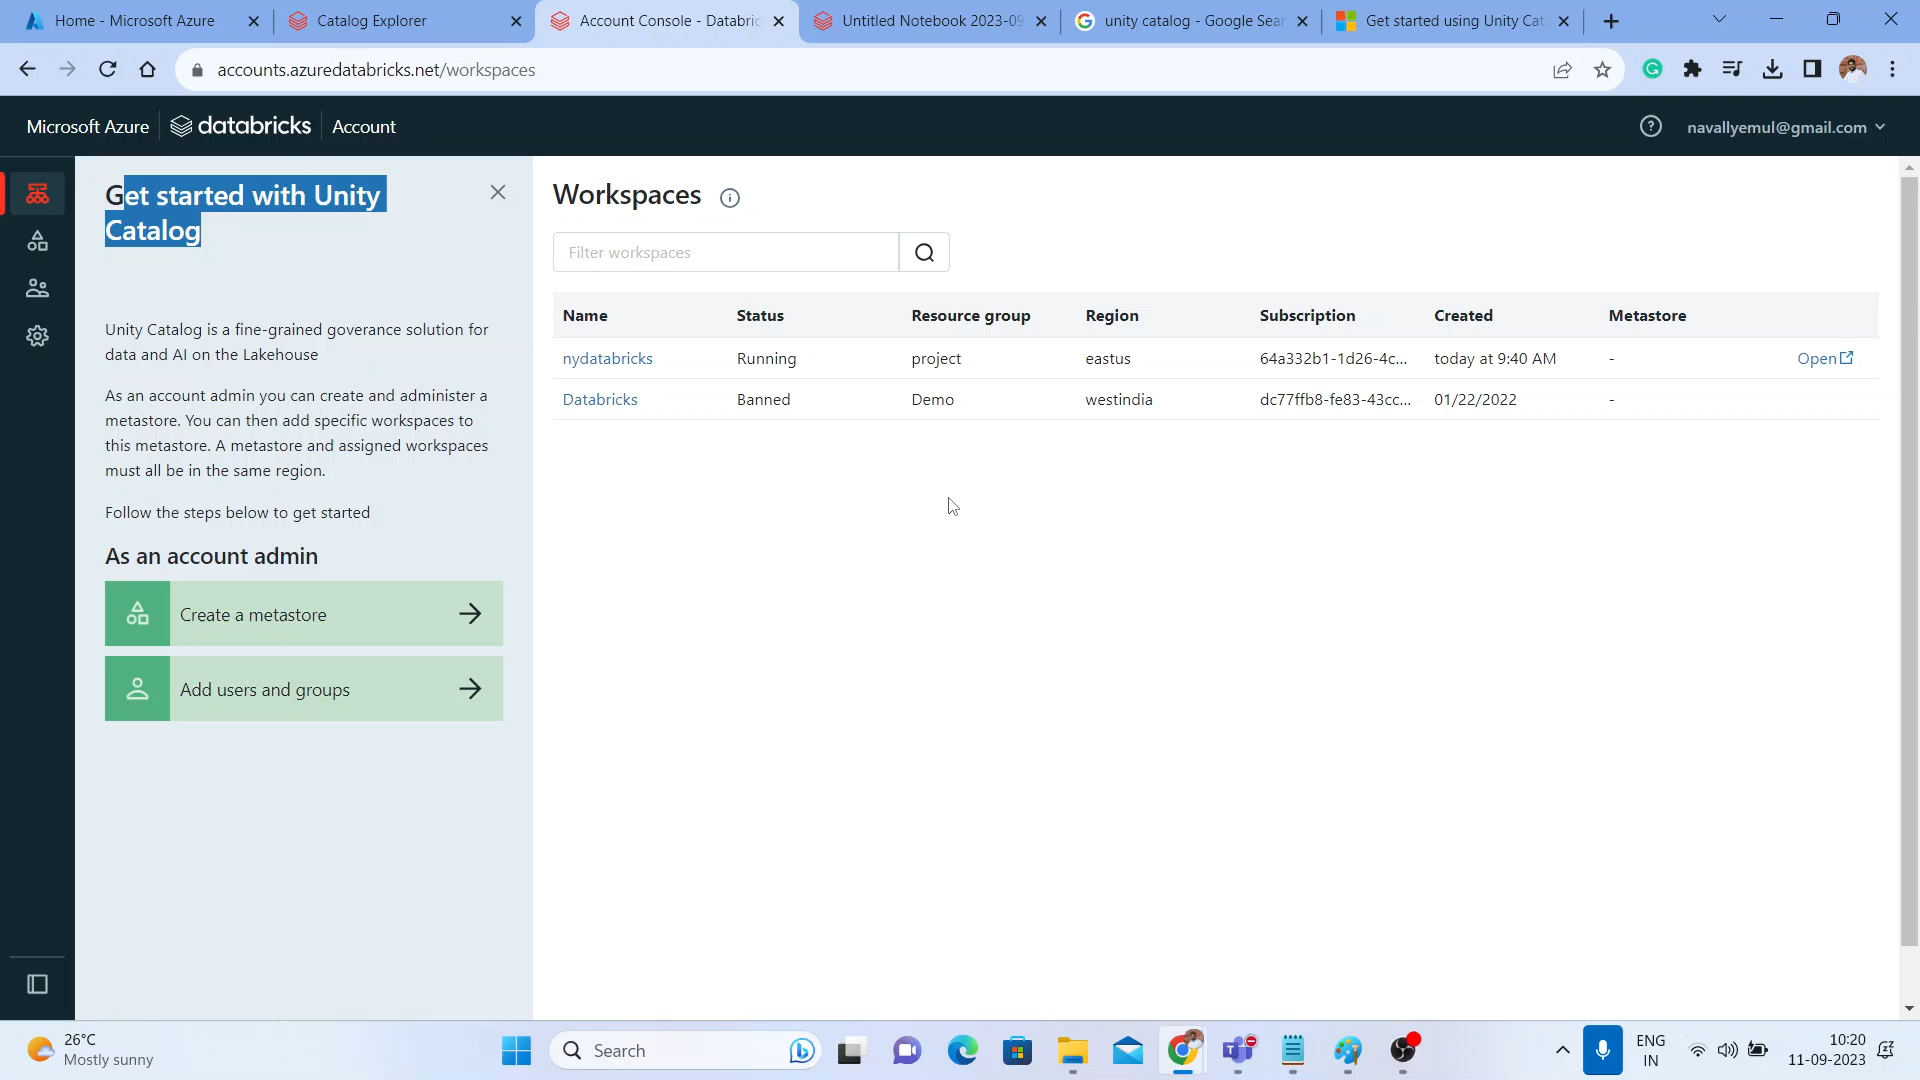 Home - Microsoft Azure
Catalog Explorer
Account Console - Databric
Untitled Notebook 2023-09
unity catalog - Google Sear
Get started using Unity Cat
accounts.azuredatabricks.net/workspaces
Microsoft Azure
databricks
Account
navallyemul@gmail.com
Get started with Unity
Catalog
Unity Catalog is a fine-grained goverance solution for
data and AI on the Lakehouse
As an account admin you can create and administer a
metastore. You can then add specific workspaces to
this metastore. A metastore and assigned workspaces
must all be in the same region.
Follow the steps below to get started
As an account admin
Create a metastore
Add users and groups
Workspaces
Filter workspaces
Name Status Resource group Region Subscription Created Metastore
nydatabricks Running project eastus 64a332b1-1d26-4c... today at 9:40 AM - Open
Databricks Banned Demo westindia dc77ffb8-fe83-43cc... 01/22/2022 -
26°C
Mostly sunny
Search
ENG
IN
10:20
11-09-2023